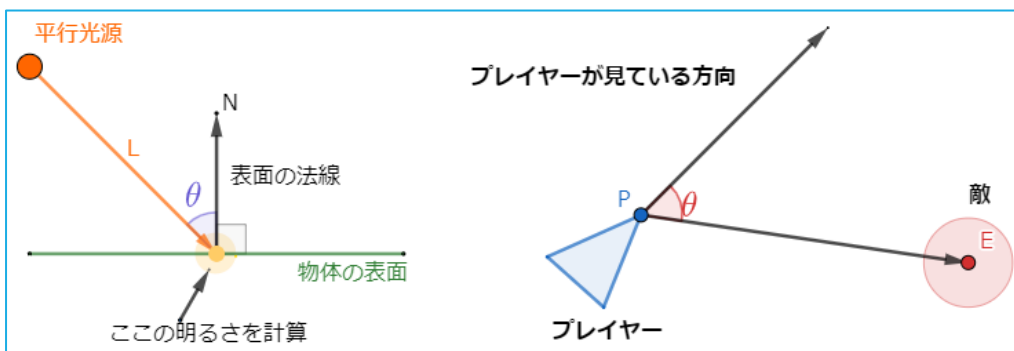 平行光源
N
L
θ
表面の法線
物体の表面
ここの明るさを計算
プレイヤーが見ている方向
P
θ
敵
E
プレイヤー